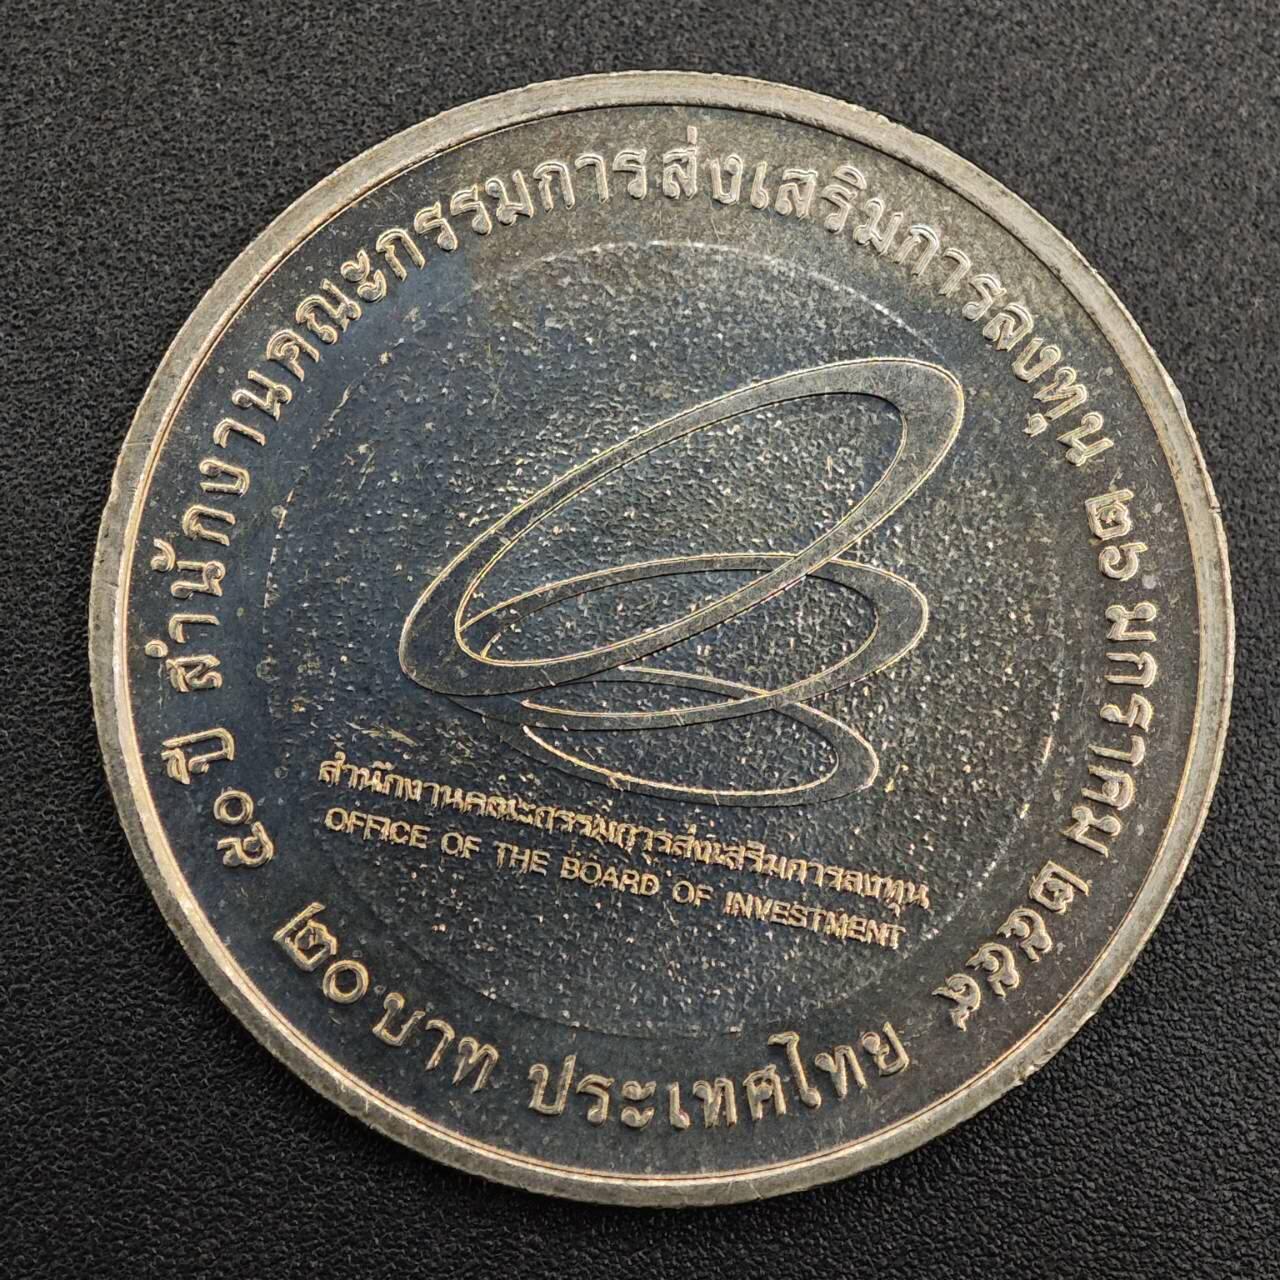 ๕๐ ปี สำนักงานคณะกรรมการส่งเสริมการลงทุน ๒๖ มกราคม ๒๕๕๙
สำนักงานคณะกรรมการส่งเสริมการลงทุน
OFFICE OF THE BOARD OF INVESTMENT
๒๐ บาท ประเทศไทย